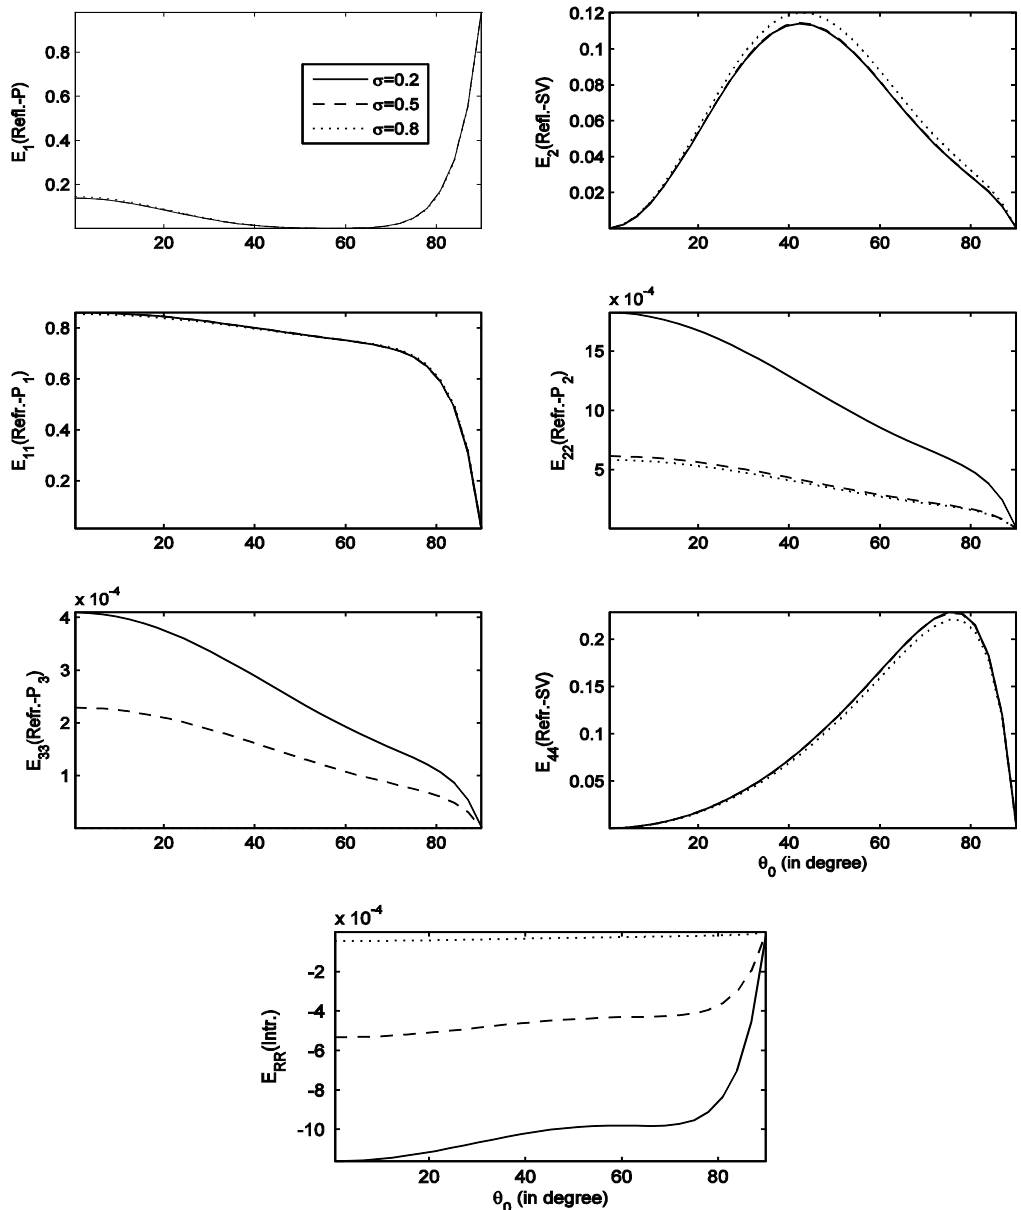 E1(Refl.-P)
0.8
0.6
0.4
0.2
20 40 60 80
σ=0.2
σ=0.5
σ=0.8
E2(Refl.-SV)
0.12
0.1
0.08
0.06
0.04
0.02
20 40 60 80
E11(Refr.-P1)
0.8
0.6
0.4
0.2
20 40 60 80
x 10-4
E22(Refr.-P2)
15
10
5
20 40 60 80
x 10-4
E33(Refr.-P3)
4
3
2
1
20 40 60 80
E44(Refr.-SV)
0.2
0.15
0.1
0.05
20 40 60 80
θ0 (in degree)
x 10-4
ERR(Intr.)
-2
-4
-6
-8
-10
20 40 60 80
θ0 (in degree)